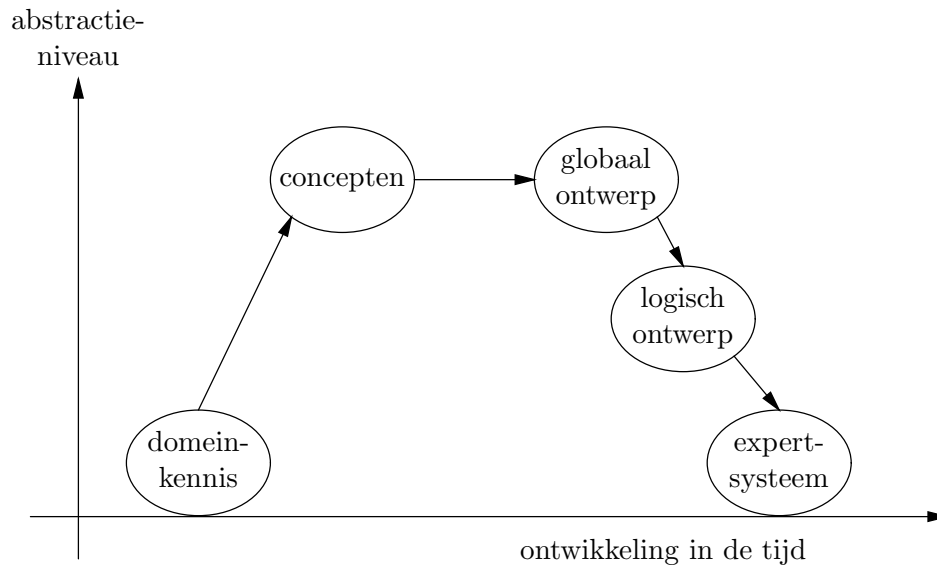 abstractie-
niveau
concepten
globaal
ontwerp
logisch
ontwerp
domein-
kennis
expert-
systeem
ontwikkeling in de tijd